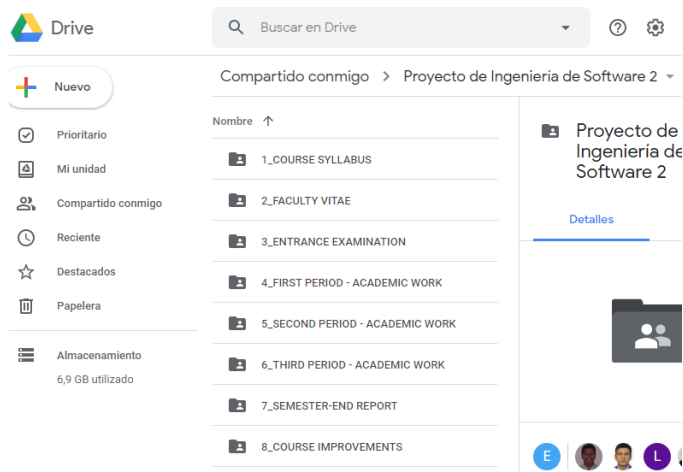 Drive
Buscar en Drive
Nuevo
Prioritario
Mi unidad
Compartido conmigo
Reciente
Destacados
Papelera
Almacenamiento
6,9 GB utilizado
Compartido conmigo > Proyecto de Ingeniería de Software 2
Nombre
1_COURSE SYLLABUS
2_FACULTY VITAE
3_ENTRANCE EXAMINATION
4_FIRST PERIOD - ACADEMIC WORK
5_SECOND PERIOD - ACADEMIC WORK
6_THIRD PERIOD - ACADEMIC WORK
7_SEMESTER-END REPORT
8_COURSE IMPROVEMENTS
Proyecto de
Ingeniería de
Software 2
Detalles
E
L